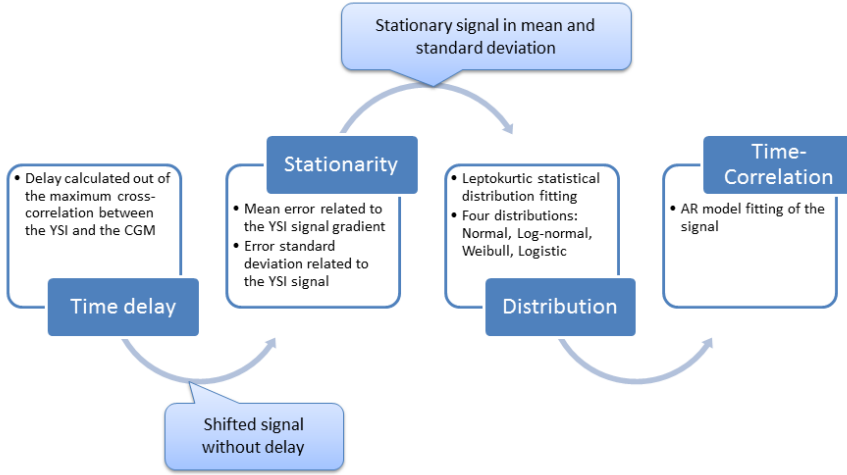 Stationary signal in mean and
standard deviation
• Delay calculated out of
the maximum cross-
correlation between
the YSI and the CGM
Time delay
Shifted signal
without delay
Stationarity
• Mean error related to
the YSI signal gradient
• Error standard
deviation related to
the YSI signal
• Leptokurtic statistical
distribution fitting
• Four distributions:
Normal, Log-normal,
Weibull, Logistic
Distribution
Time-
Correlation
• AR model fitting of the
signal